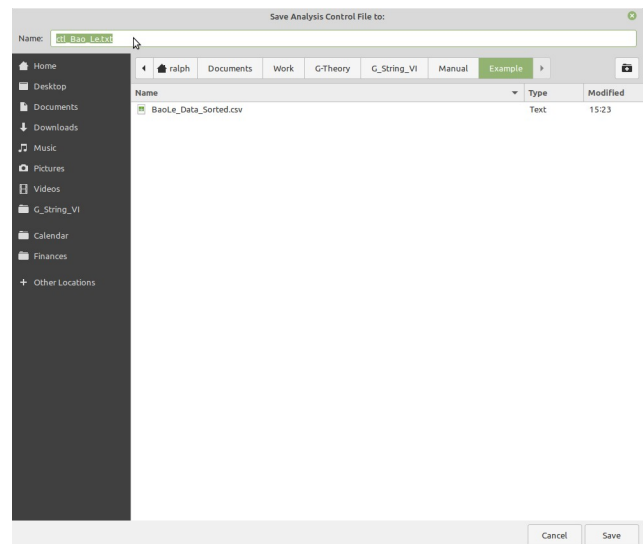 Save Analysis Control File to:
Name: ctl_Bao_Le.txt
Home
ralph Documents Work G-Theory G_String_VI Manual Example
Desktop
Name Type Modified
Documents
BaoLe_Data_Sorted.csv Text 15:23
Downloads
Music
Pictures
Videos
G_String_VI
Calendar
Finances
+ Other Locations
Cancel Save